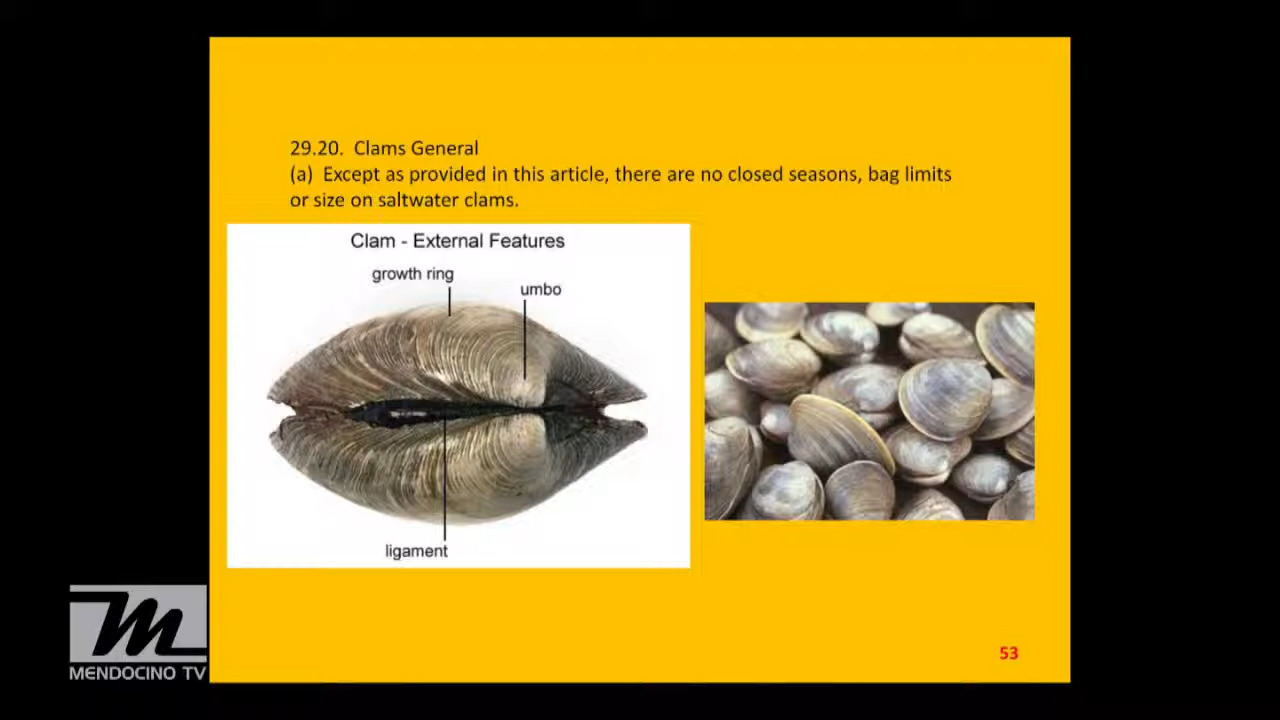 29.20. Clams General
(a) Except as provided in this article, there are no closed seasons, bag limits
or size on saltwater clams.
Clam - External Features
growth ring
umbo
ligament
M
MENDOCINO TV
53